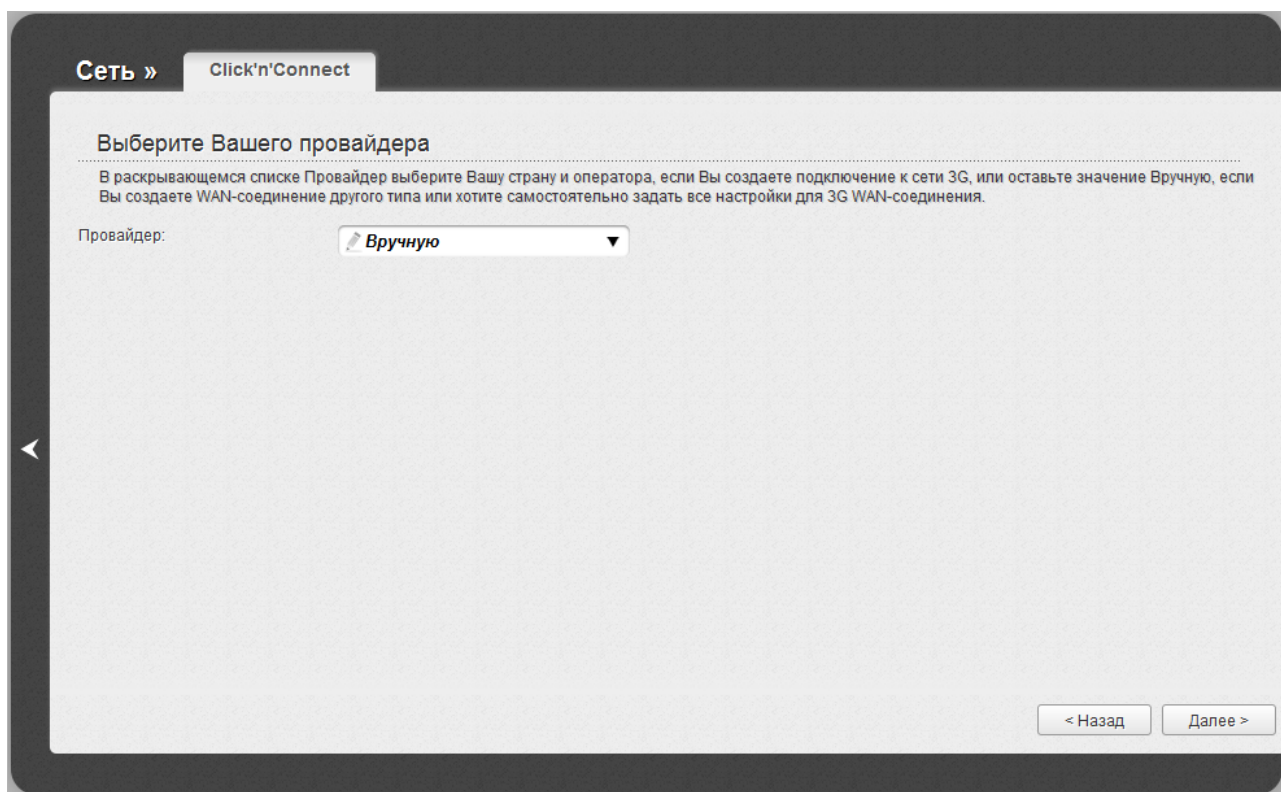 Сеть »
Click'n'Connect
Выберите Вашего провайдера
В раскрывающемся списке Провайдер выберите Вашу страну и оператора, если Вы создаете подключение к сети 3G, или оставьте значение Вручную, если
Вы создаете WAN-соединение другого типа или хотите самостоятельно задать все настройки для 3G WAN-соединения.
Провайдер:
Вручную
< Назад
Далее >